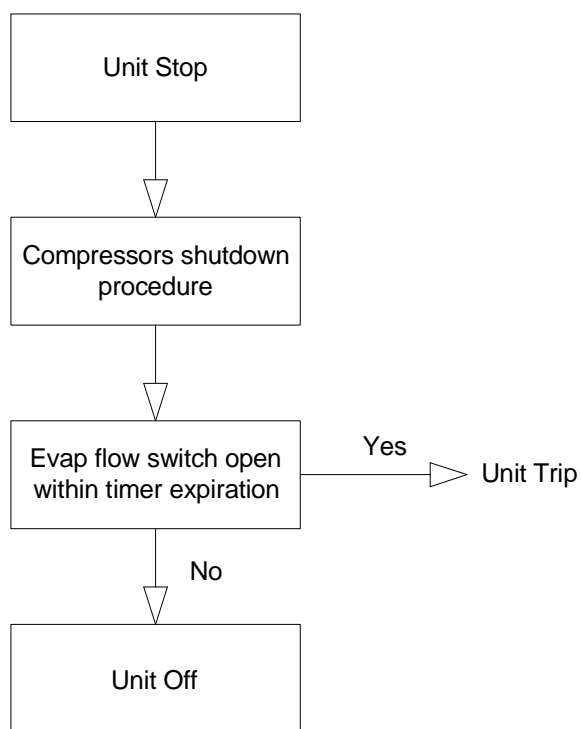 Unit Stop
Compressors shutdown
procedure
Evap flow switch open
within timer expiration
Yes
Unit Trip
No
Unit Off